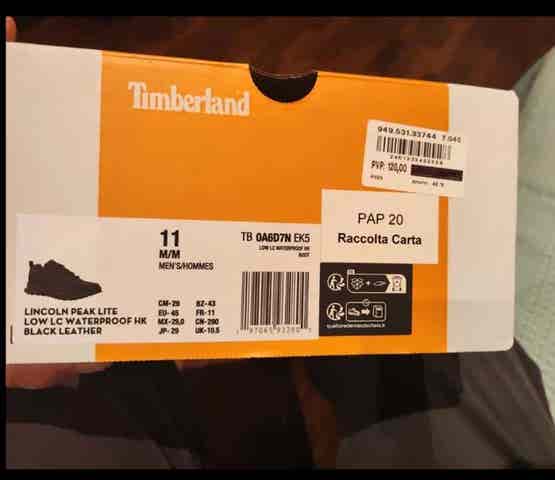 Timberland
949.531.33744 7.045
PVP: 120,00
PAP 20
Raccolta Carta
11
M/M
MEN'S/HOMMES
TB 0A6D7N EK5
LOW LC WATERPROOF HK
BOOT
CM-29 BZ-43
EU-45 FR-11
MX-29,0 CN-290
JP-29 UK-10.5
LINCOLN PEAK LITE
LOW LC WATERPROOF HK
BLACK LEATHER